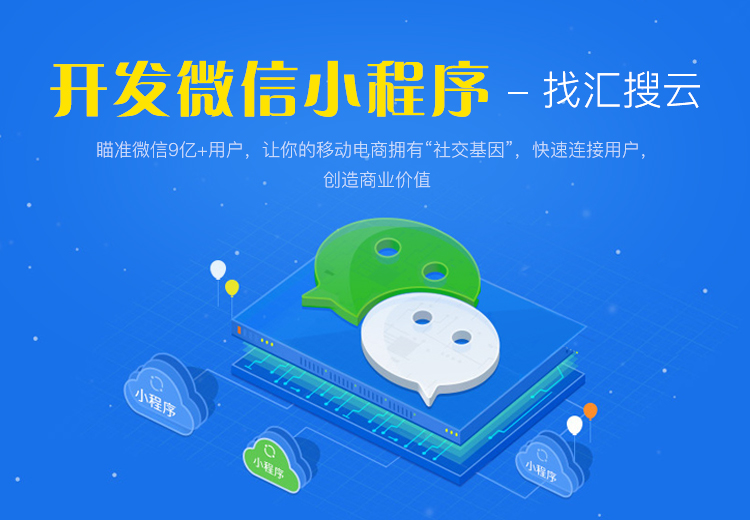 开发微信小程序 – 找汇搜云
瞄准微信9亿+用户，让你的移动电商拥有“社交基因”，快速连接用户，
创造商业价值
小程序
小程序
小程序